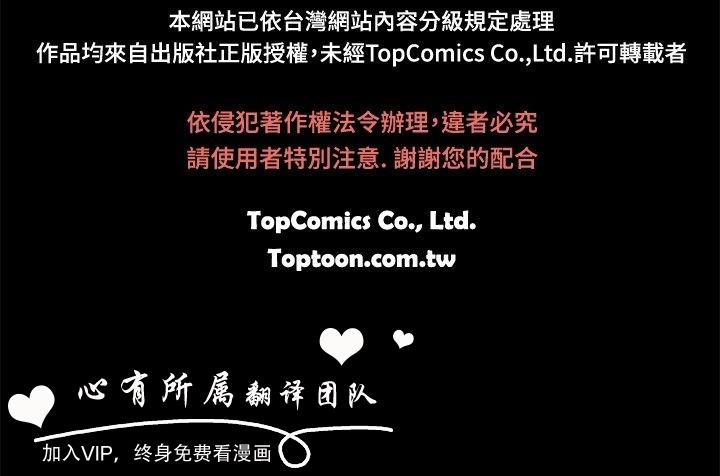 本網站已依台灣網站內容分級規定處理
作品均來自出版社正版授權，未經TopComics Co.,Ltd.許可轉載者
依侵犯著作權法令辦理，違者必究
請使用者特別注意. 謝謝您的配合
TopComics Co., Ltd.
Toptoon.com.tw
心有所属翻译团队
加入VIP，终身免费看漫画